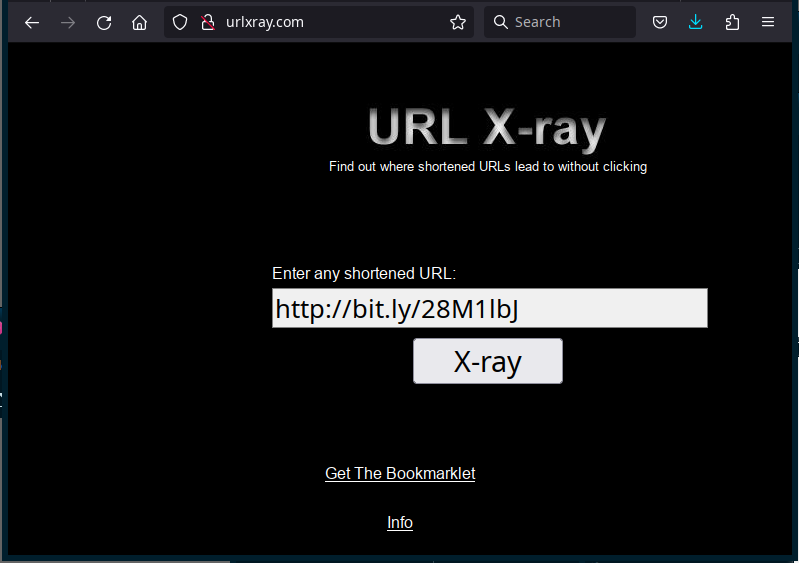 urlxray.com
Search
URL X-ray
Find out where shortened URLs lead to without clicking
Enter any shortened URL:
http://bit.ly/28M1lbJ
X-ray
Get The Bookmarklet
Info